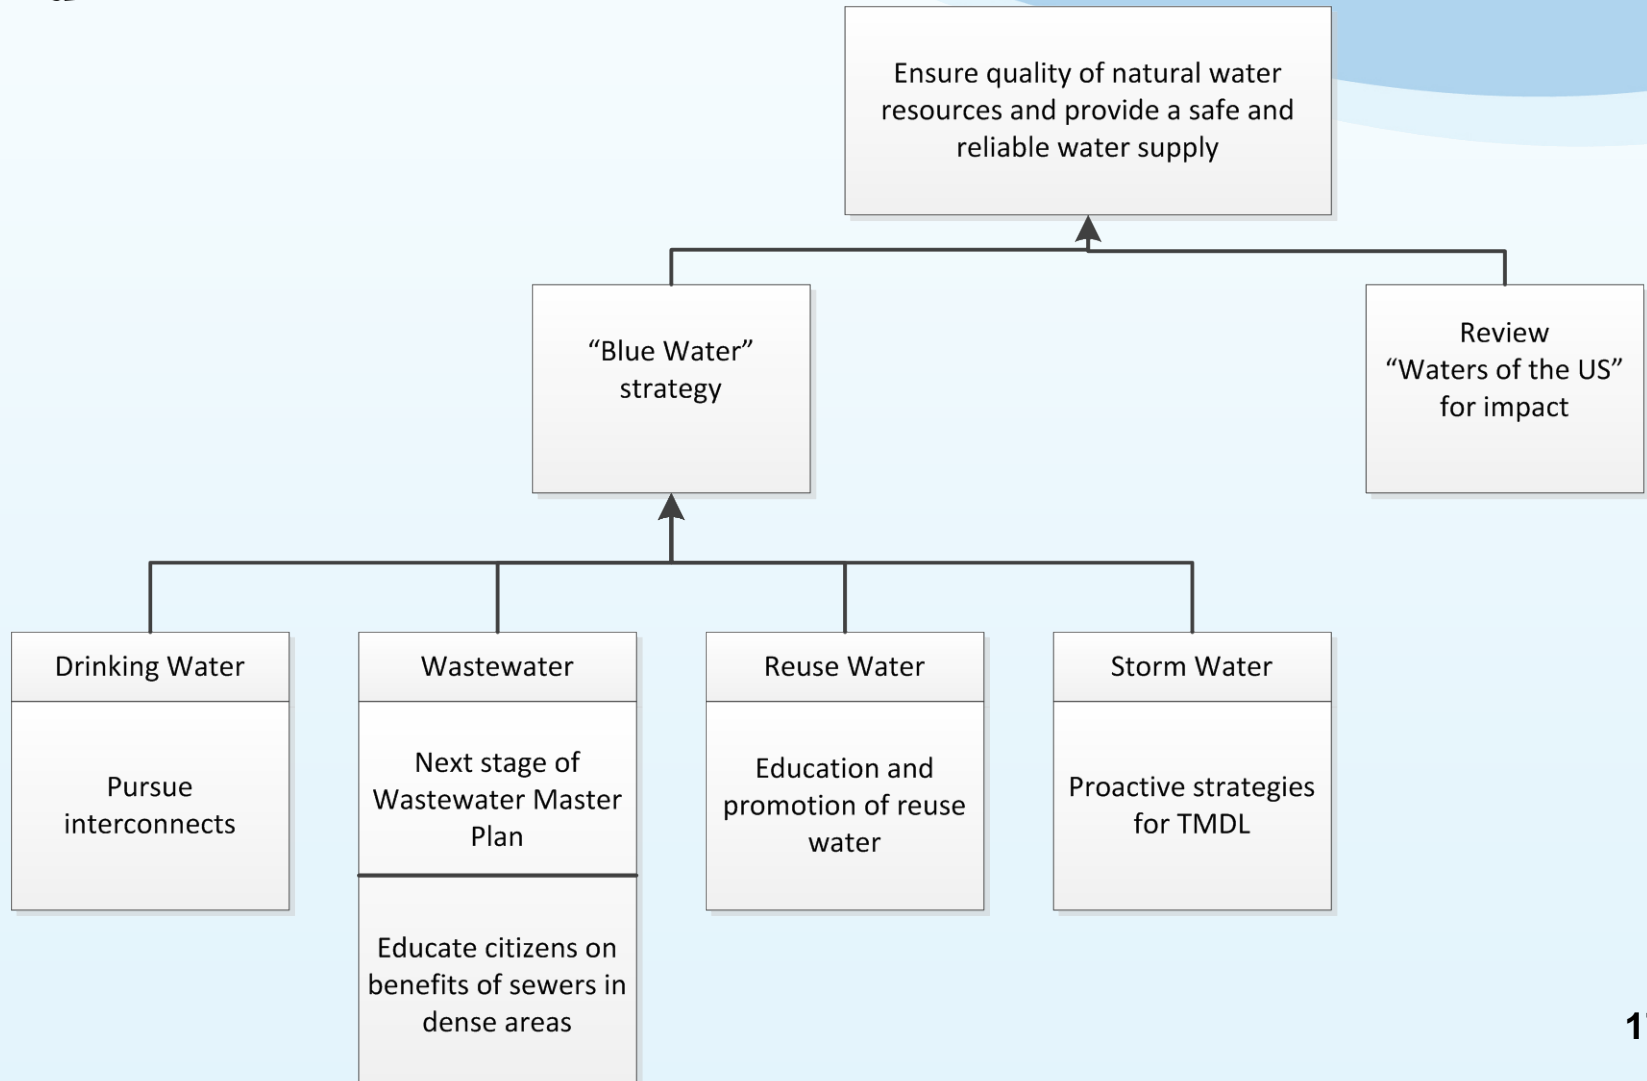 Ensure quality of natural water
resources and provide a safe and
reliable water supply
“Blue Water”
strategy
Review
“Waters of the US”
for impact
Drinking Water
Pursue
interconnects
Wastewater
Next stage of
Wastewater Master
Plan
Educate citizens on
benefits of sewers in
dense areas
Reuse Water
Education and
promotion of reuse
water
Storm Water
Proactive strategies
for TMDL